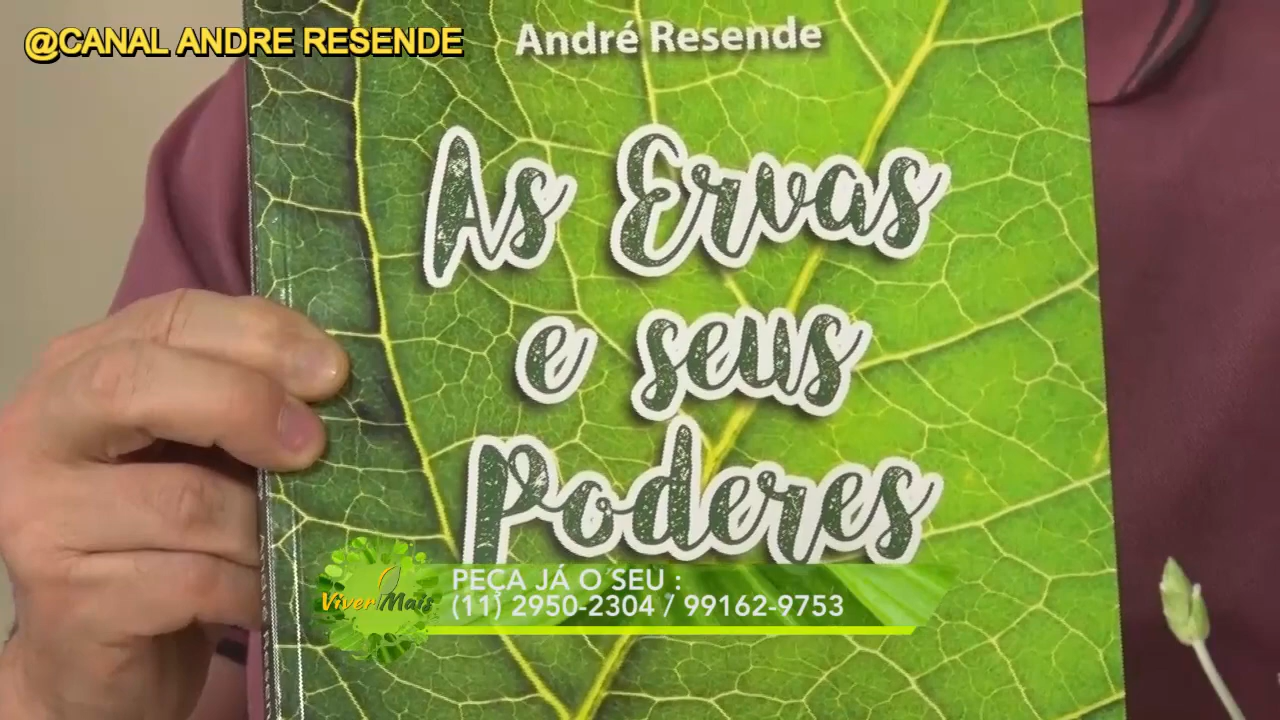 @CANAL ANDRE RESENDE
André Resende
As Ervas
e seus
Poderes
PEÇA JÁ O SEU :
(11) 2950-2304 / 99162-9753
Viver Mais